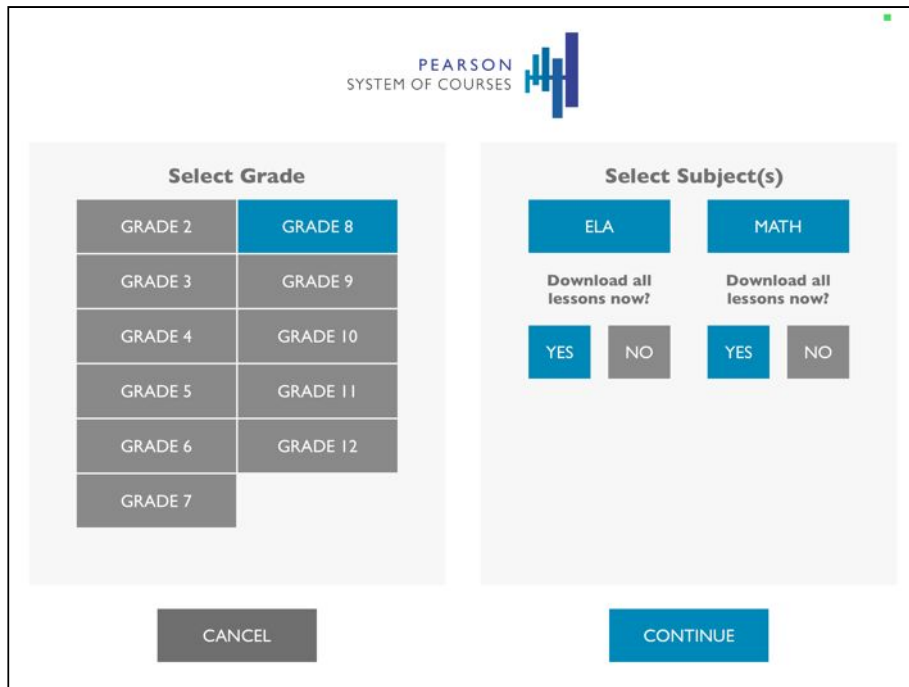 PEARSON
SYSTEM OF COURSES
Select Grade
GRADE 2
GRADE 8
GRADE 3
GRADE 9
GRADE 4
GRADE 10
GRADE 5
GRADE 11
GRADE 6
GRADE 12
GRADE 7
Select Subject(s)
ELA
MATH
Download all
lessons now?
Download all
lessons now?
YES
NO
YES
NO
CANCEL
CONTINUE